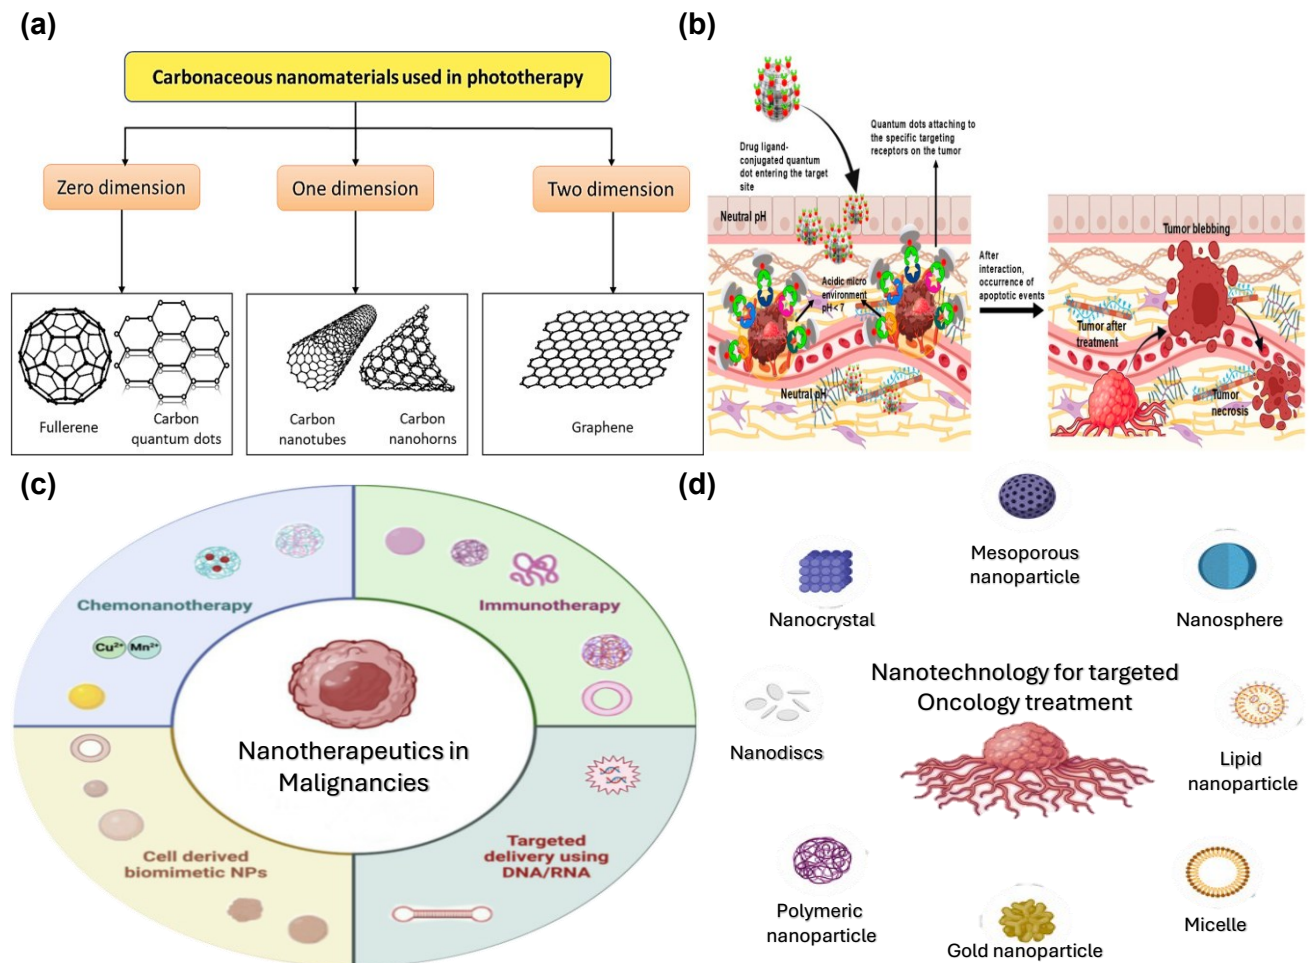 (a)
Carbonaceous nanomaterials used in phototherapy
Zero dimension
One dimension
Two dimension
Fullerene
Carbon
quantum dots
Carbon
nanotubes
Carbon
nanohorns
Graphene
(b)
Drug ligand-
conjugated quantum
dot entering the target
site
Quantum dots attaching to
the specific targeting
receptors on the tumor
Neutral pH
Acidic micro
environment
pH < 7
Neutral pH
After
interaction,
occurrence of
apoptotic events
Tumor blebbing
Tumor after
treatment
Tumor
necrosis
(c)
Chemonanotherapy
Cu²⁺ Mn²⁺
Immunotherapy
Nanotherapeutics in
Malignancies
Cell derived
biomimetic NPs
Targeted
delivery using
DNA/RNA
(d)
Mesoporous
nanoparticle
Nanocrystal
Nanosphere
Nanotechnology for targeted
Oncology treatment
Nanodiscs
Lipid
nanoparticle
Polymeric
nanoparticle
Gold nanoparticle
Micelle